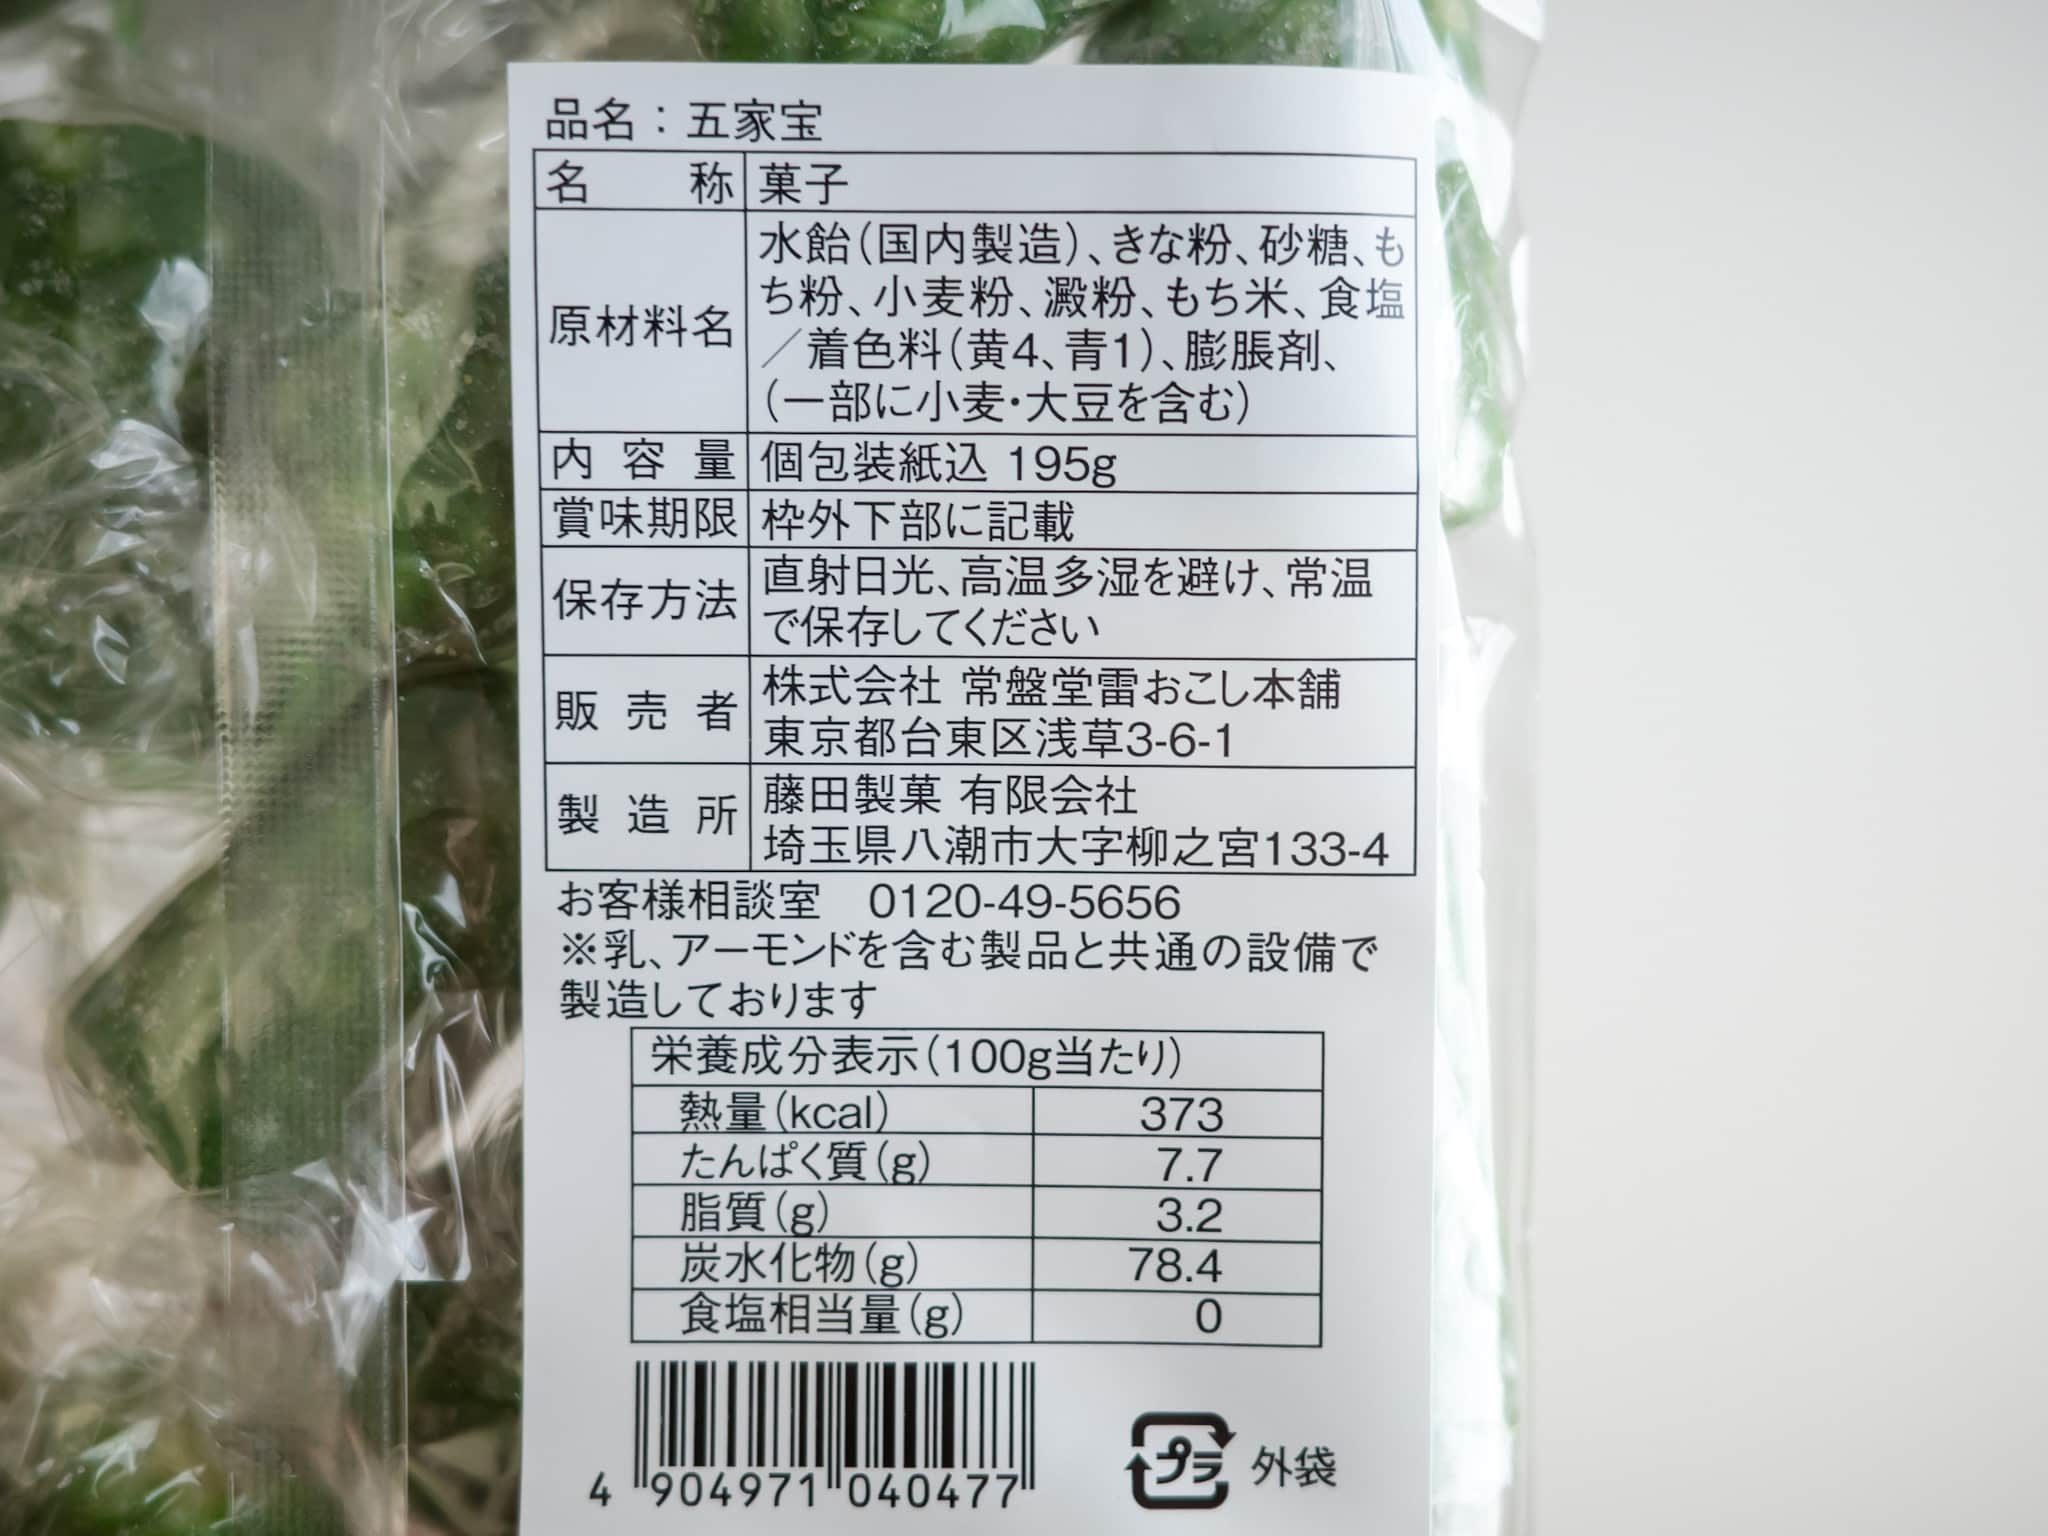 品名：五家宝
名　称 菓子
原材料名 水飴（国内製造）、きな粉、砂糖、も
ち粉、小麦粉、澱粉、もち米、食塩
／着色料（黄4、青1）、膨脹剤、
（一部に小麦・大豆を含む）
内容量 個包装紙込 195g
賞味期限 枠外下部に記載
保存方法 直射日光、高温多湿を避け、常温
で保存してください
販売者 株式会社 常盤堂雷おこし本舗
東京都台東区浅草3-6-1
製造所 藤田製菓 有限会社
埼玉県八潮市大字柳之宮133-4
お客様相談室　0120-49-5656
※乳、アーモンドを含む製品と共通の設備で
製造しております
栄養成分表示（100g当たり）
熱量（kcal） 373
たんぱく質（g） 7.7
脂質（g） 3.2
炭水化物（g） 78.4
食塩相当量（g） 0
4 904971 040477
プラ 外袋